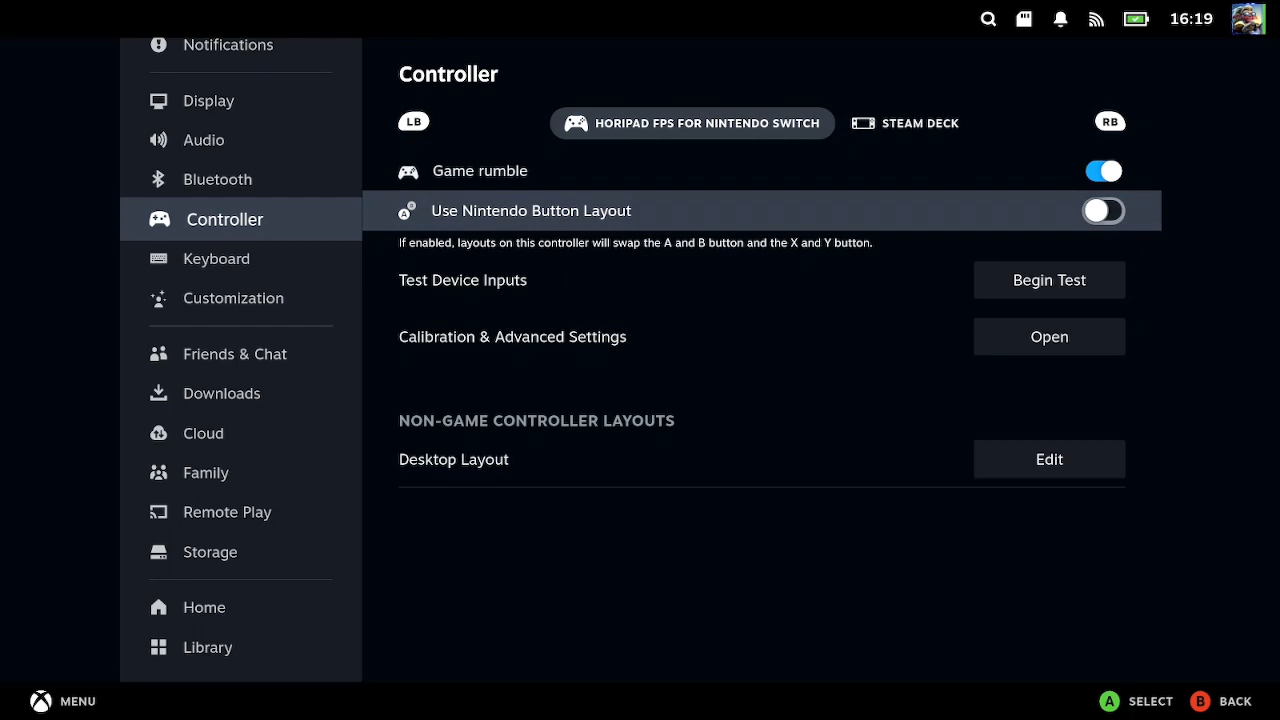 16:19
Notifications
Display
Audio
Bluetooth
Controller
Keyboard
Customization
Friends & Chat
Downloads
Cloud
Family
Remote Play
Storage
Home
Library
Controller
LB
HORIPAD FPS FOR NINTENDO SWITCH
STEAM DECK
RB
Game rumble
A B Use Nintendo Button Layout
If enabled, layouts on this controller will swap the A and B button and the X and Y button.
Test Device Inputs Begin Test
Calibration & Advanced Settings Open
NON-GAME CONTROLLER LAYOUTS
Desktop Layout Edit
MENU
A SELECT B BACK